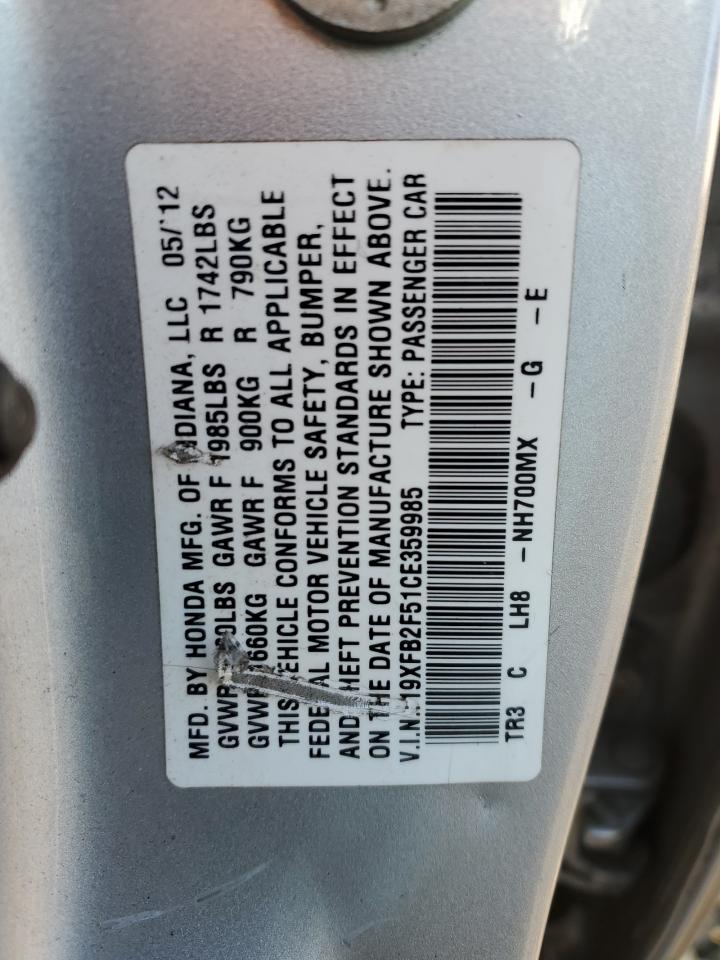 MFD. BY HONDA MFG. OF INDIANA, LLC 05/12
GVWR LBS GAWR F 1985LBS R 1742LBS
GVWR 1660KG GAWR F 900KG R 790KG
THIS VEHICLE CONFORMS TO ALL APPLICABLE
FEDERAL MOTOR VEHICLE SAFETY, BUMPER,
AND THEFT PREVENTION STANDARDS IN EFFECT
ON THE DATE OF MANUFACTURE SHOWN ABOVE.
V.I.N.: 19XFB2F51CE359985 TYPE: PASSENGER CAR
TR3 C LH8 -NH700MX -G -E